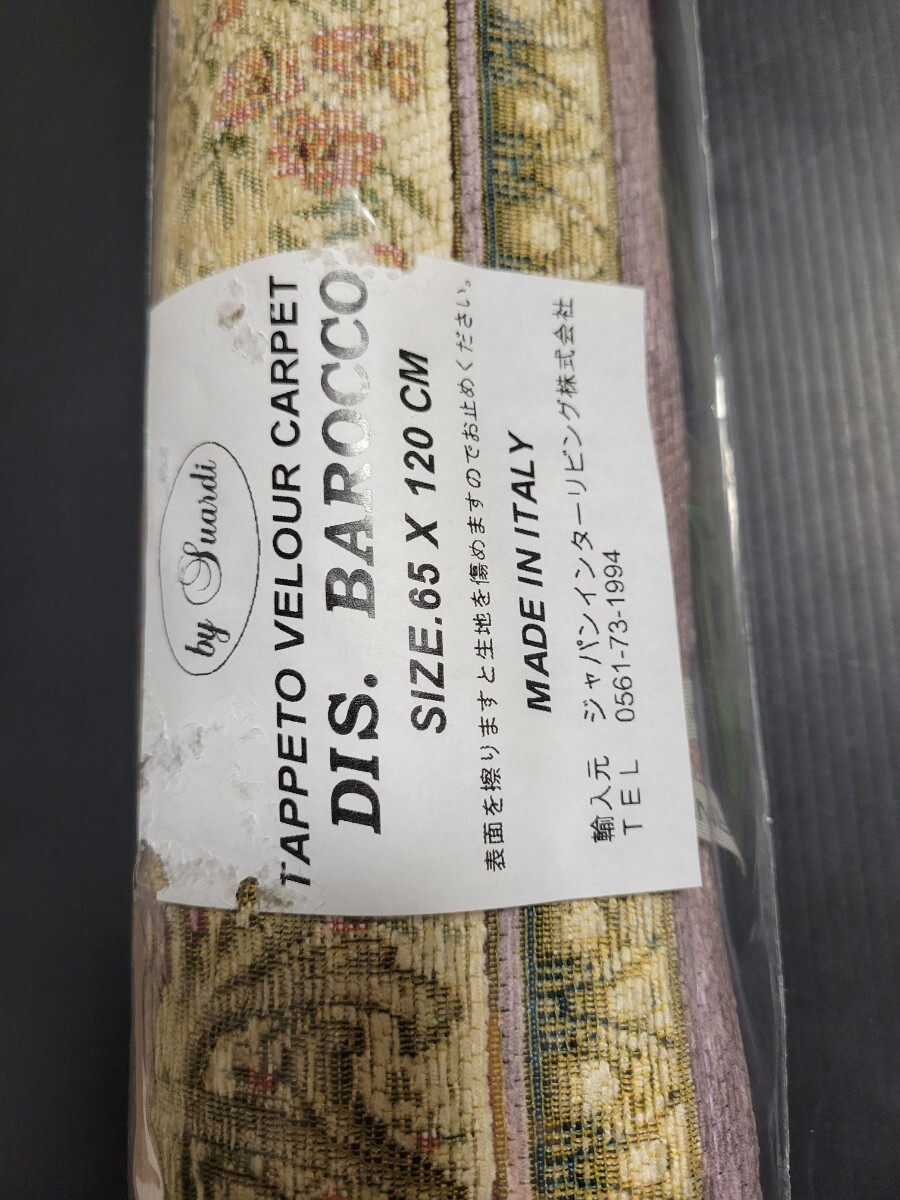 by Suardi
TAPPETO VELOUR CARPET
DIS. BAROCCO
SIZE.65 X 120 CM
表面を擦りますと生地を傷めますのでお止めください。
MADE IN ITALY
輸入元 ジャパンインターリビング株式会社
TEL 0561-73-1994